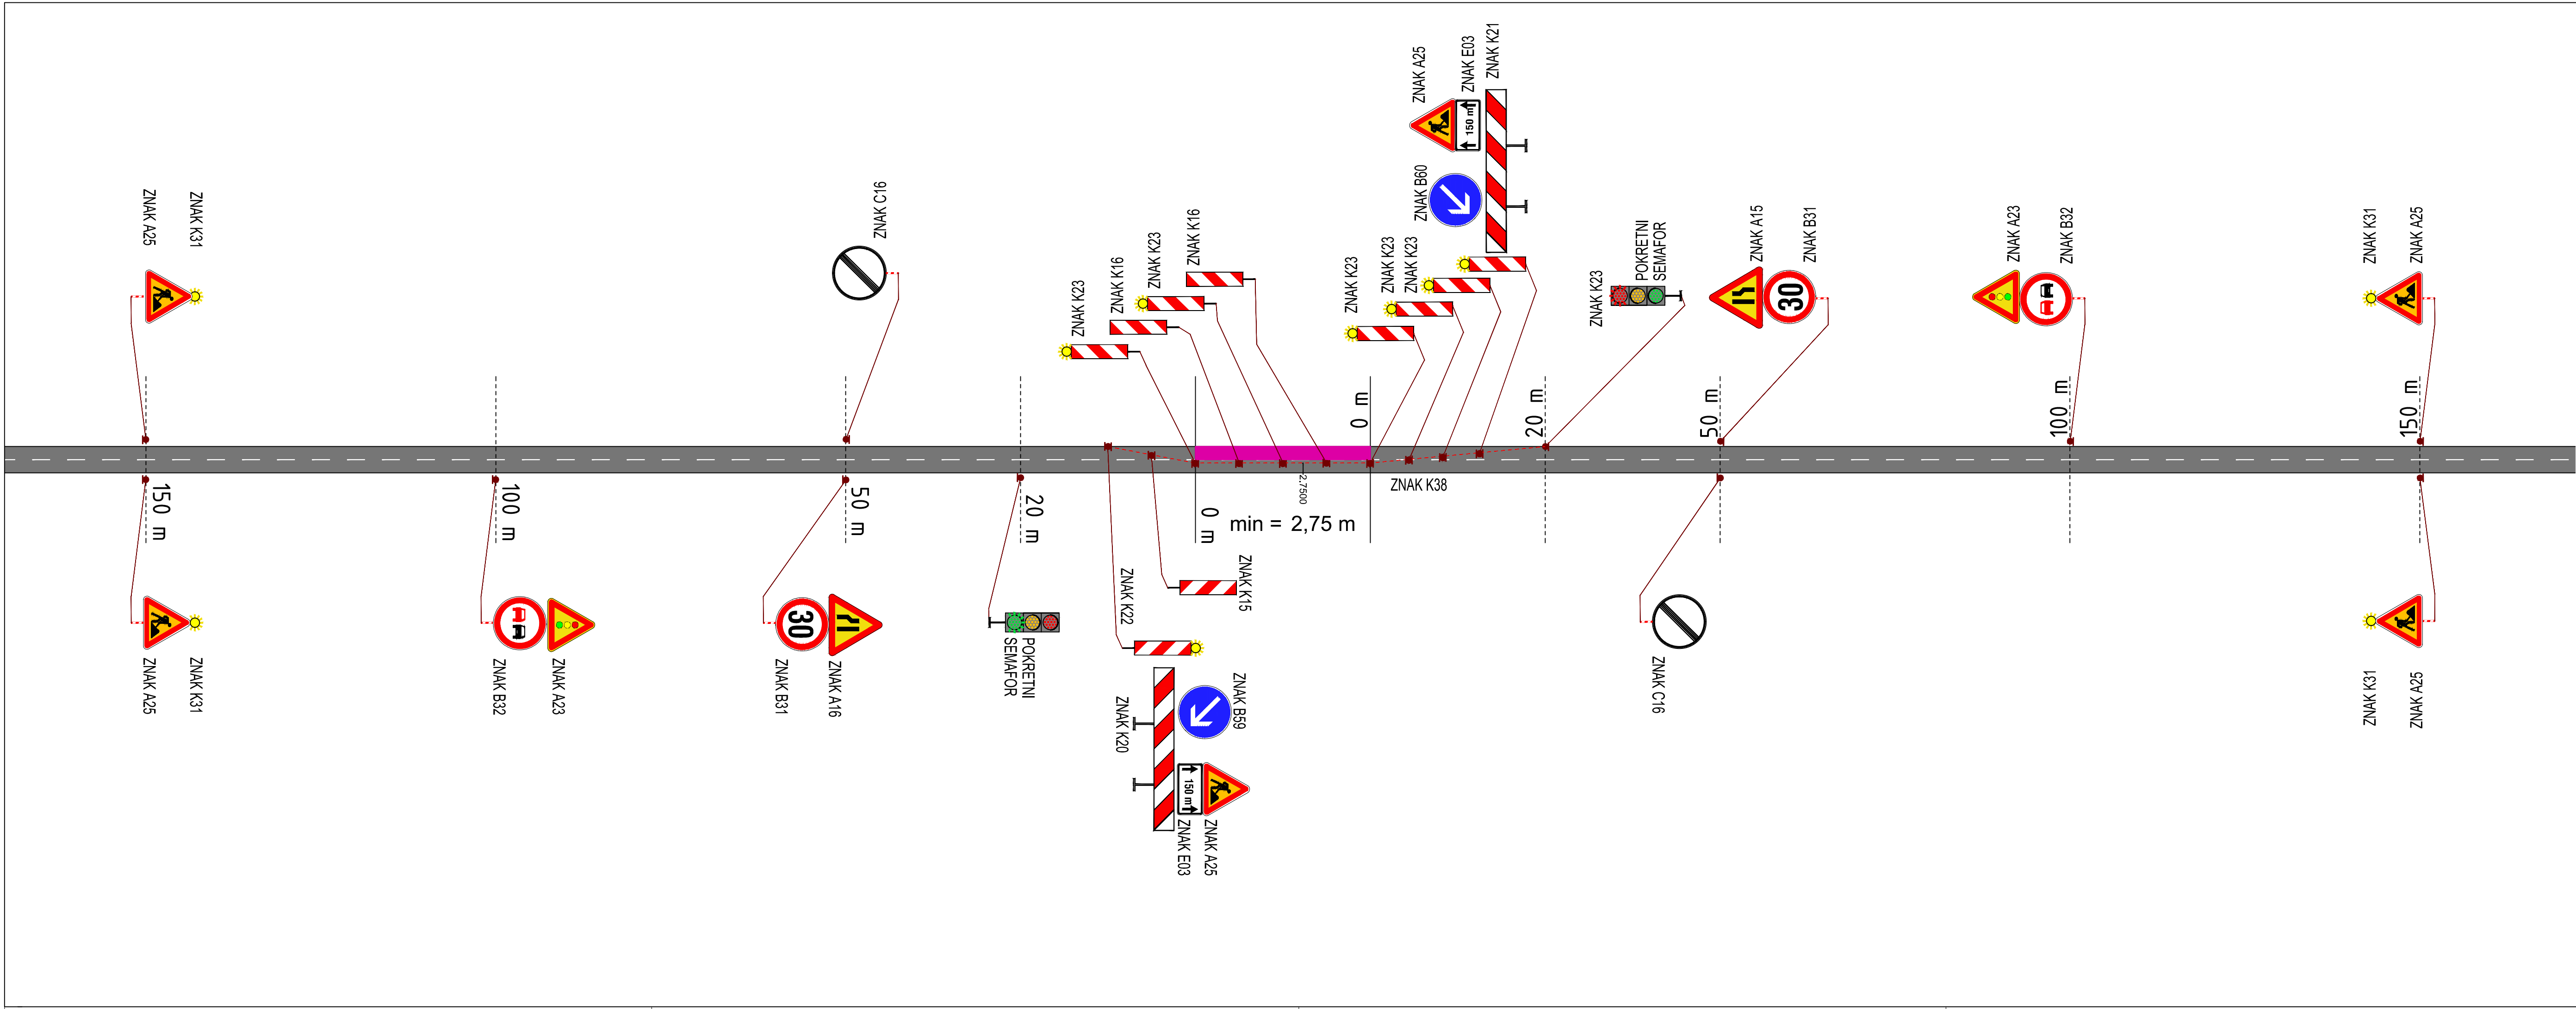 ZNAK A25
ZNAK K31
ZNAK C16
ZNAK K23
ZNAK K16
ZNAK K23
ZNAK K16
ZNAK K23
ZNAK K23
ZNAK K23
ZNAK A25
ZNAK E03
ZNAK K21
150 m
ZNAK B60
ZNAK K23
POKRETNI
SEMAFOR
ZNAK A15
ZNAK B31
30
ZNAK A23
ZNAK B32
ZNAK K31
ZNAK A25
0 m
20 m
50 m
100 m
150 m
150 m
100 m
50 m
20 m
0 m
2,7500
min = 2,75 m
ZNAK K38
ZNAK K15
ZNAK K22
ZNAK A25
ZNAK K31
ZNAK B32
ZNAK A23
30
ZNAK B31
ZNAK A16
POKRETNI
SEMAFOR
ZNAK K20
ZNAK B59
150 m
ZNAK E03
ZNAK A25
ZNAK C16
ZNAK K31
ZNAK A25